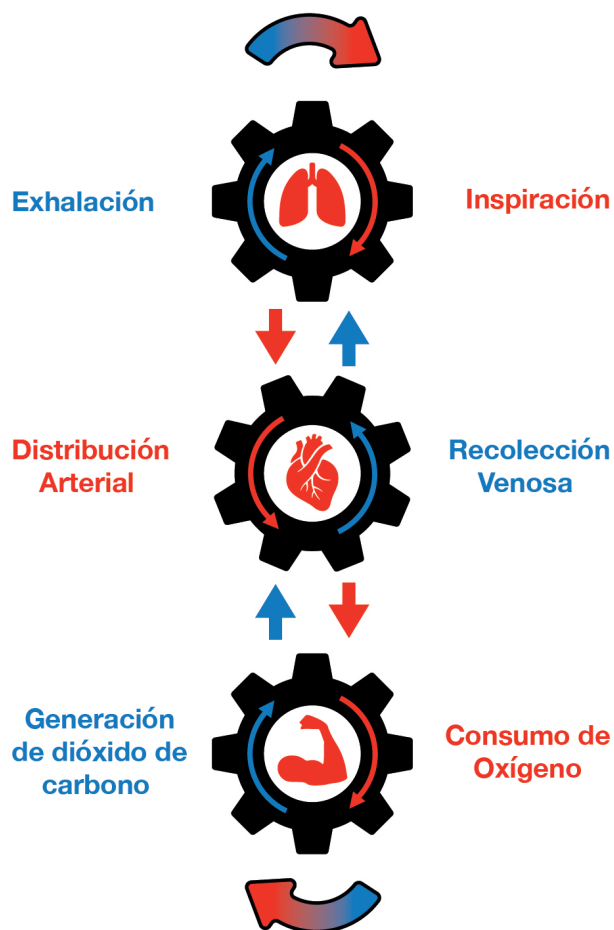 Exhalación
Inspiración
Distribución
Arterial
Recolección
Venosa
Generación
de dióxido de
carbono
Consumo de
Oxígeno